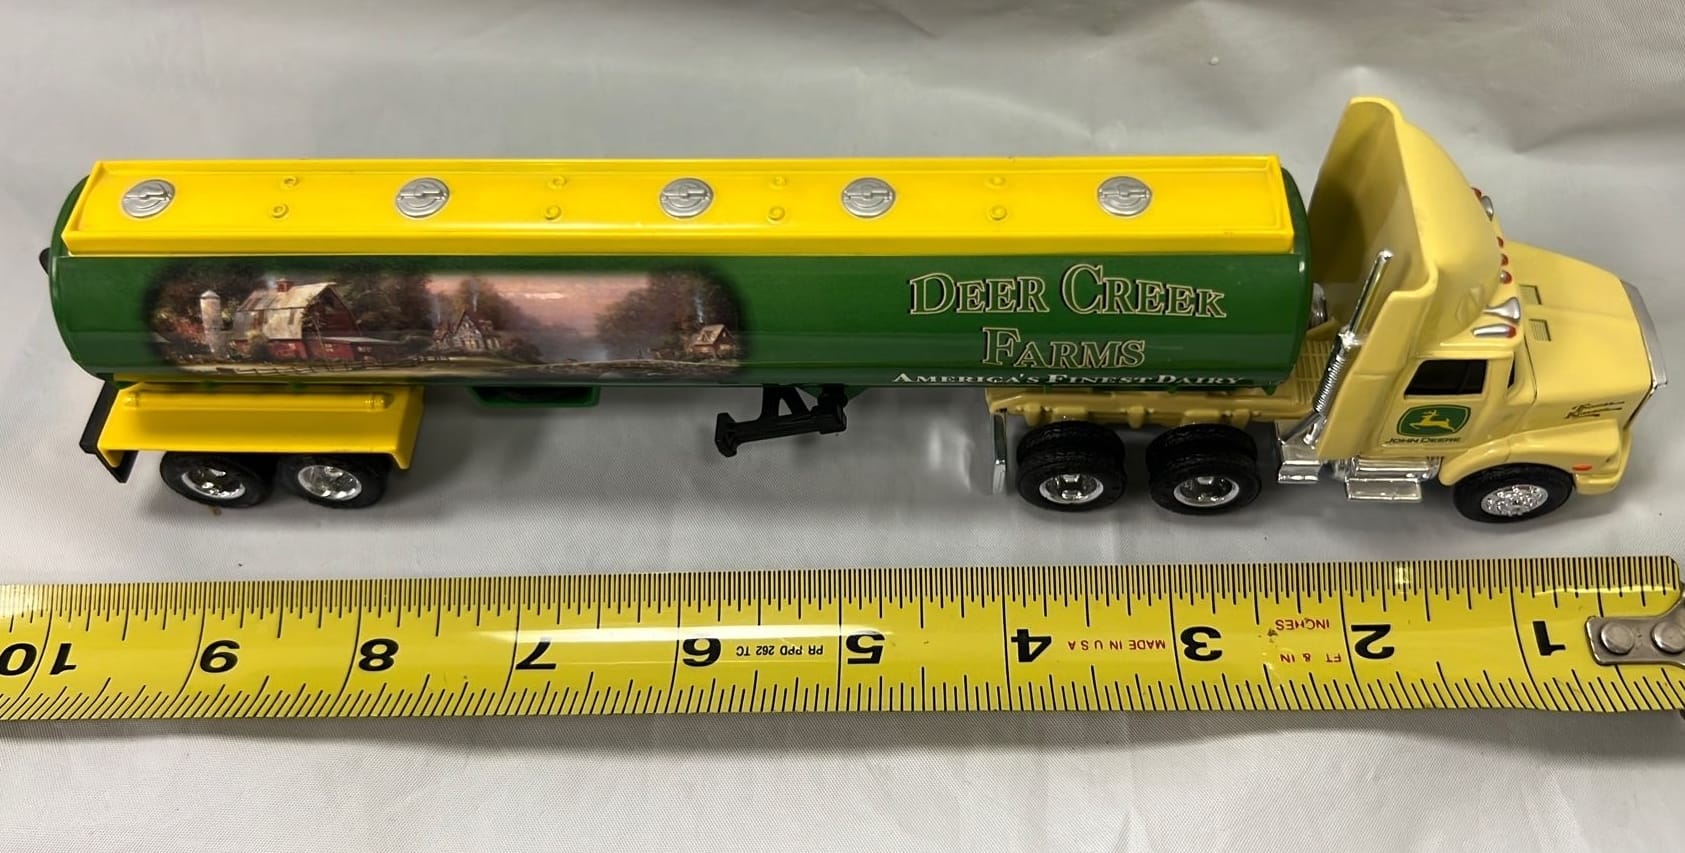 DEER CREEK
FARMS
AMERICA'S FINEST DAIRY
JOHN DEERE
10 9 8 7 6 PR PPD 262 TC 5 4 MADE IN U S A 3 FT & IN INCHES 2 1